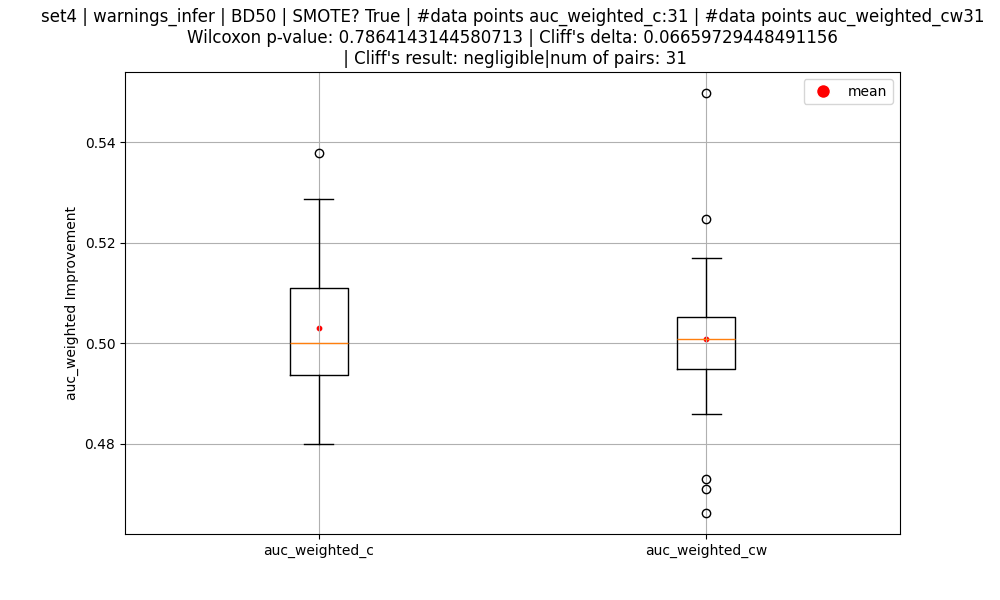 set4 | warnings_infer | BD50 | SMOTE? True | #data points auc_weighted_c:31 | #data points auc_weighted_cw31
Wilcoxon p-value: 0.7864143144580713 | Cliff's delta: 0.06659729448491156
| Cliff's result: negligible|num of pairs: 31
mean
0.54
0.52
0.50
0.48
auc_weighted Improvement
auc_weighted_c
auc_weighted_cw